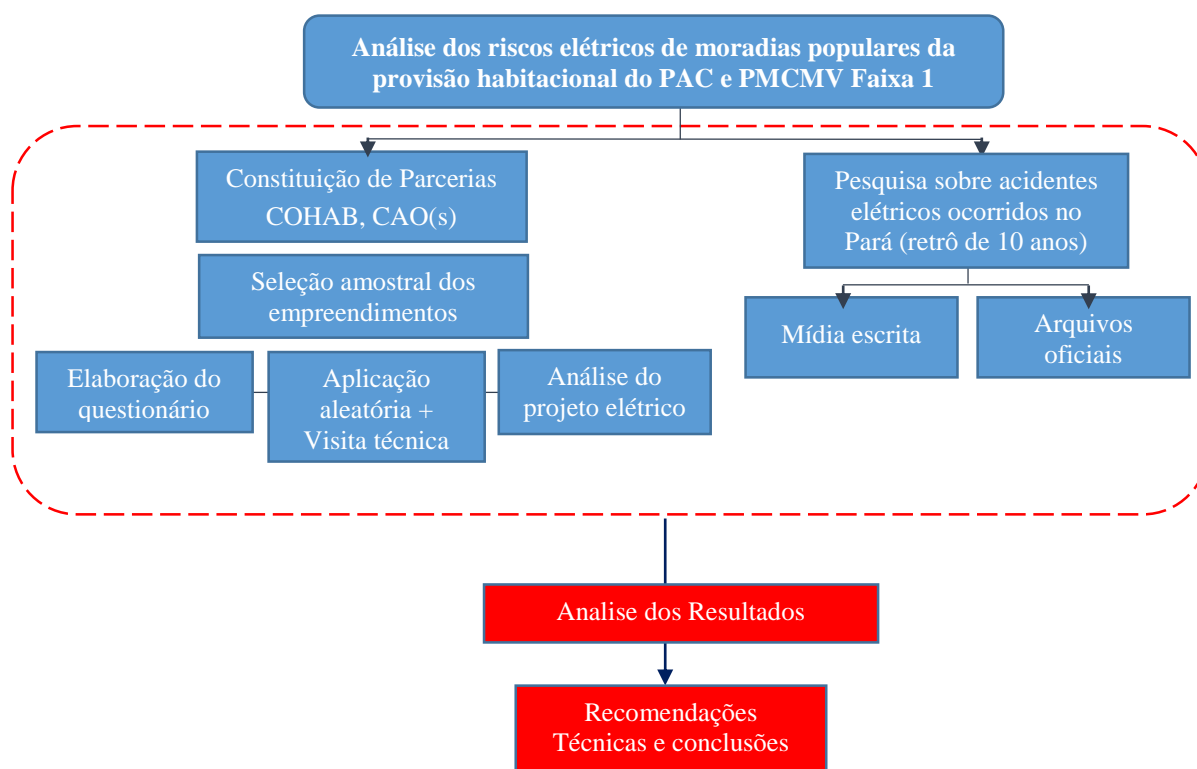 Análise dos riscos elétricos de moradias populares da
provisão habitacional do PAC e PMCMV Faixa 1
Constituição de Parcerias
COHAB, CAO(s)
Pesquisa sobre acidentes
elétricos ocorridos no
Pará (retrô de 10 anos)
Seleção amostral dos
empreendimentos
Mídia escrita
Arquivos
oficiais
Elaboração do
questionário
Aplicação
aleatória +
Visita técnica
Análise do
projeto elétrico
Analise dos Resultados
Recomendações
Técnicas e conclusões